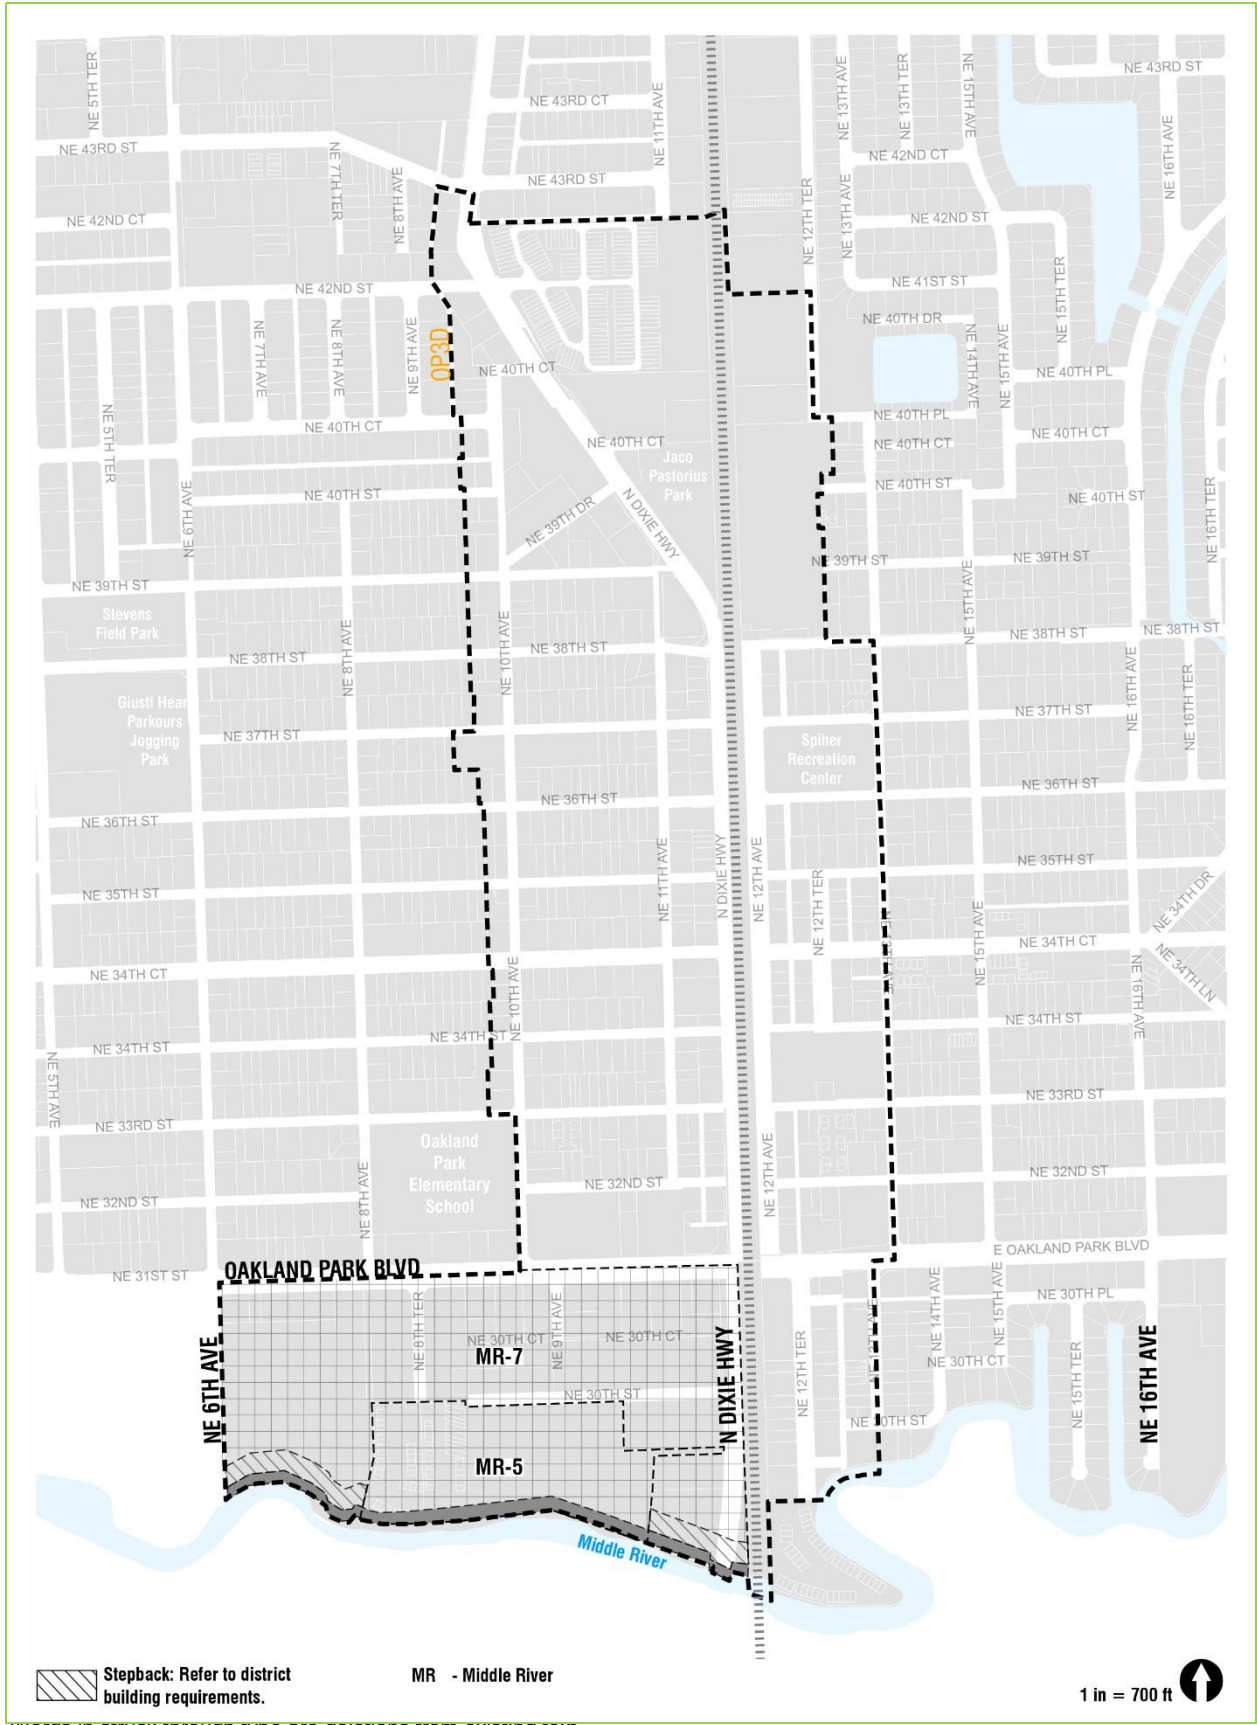 NE 5TH TER
NE 43RD CT
NE 11TH AVE
NE 13TH AVE
NE 13TH TER
NE 15TH AVE
NE 43RD ST
NE 16TH AVE
NE 43RD ST
NE 7TH TER
NE 8TH AVE
NE 43RD ST
NE 42ND CT
NE 12TH TER
NE 13TH AVE
NE 42ND CT
NE 42ND ST
NE 42ND ST
NE 41ST ST
NE 15TH TER
NE 40TH DR
NE 7TH AVE
NE 8TH AVE
NE 9TH AVE
OP3D
NE 40TH CT
NE 14TH AVE
NE 15TH AVE
NE 40TH PL
NE 5TH TER
NE 40TH CT
NE 40TH CT
NE 40TH PL
NE 40TH CT
NE 40TH CT
Jaco
Pastorius
Park
NE 6TH AVE
NE 40TH ST
NE 39TH DR
N DIXIE HWY
NE 40TH ST
NE 40TH ST
NE 16TH TER
NE 39TH ST
NE 39TH ST
NE 39TH ST
Stevens
Field Park
NE 8TH AVE
NE 10TH AVE
NE 15TH AVE
NE 38TH ST
NE 38TH ST
NE 38TH ST
NE 38TH ST
Giusti Hear
Parkours
Jogging
Park
NE 16TH AVE
NE 16TH TER
NE 37TH ST
NE 37TH ST
Spiher
Recreation
Center
NE 36TH ST
NE 36TH ST
NE 36TH ST
NE 11TH AVE
N DIXIE HWY
NE 12TH AVE
NE 12TH TER
NE 35TH ST
NE 35TH ST
NE 34TH DR
NE 15TH AVE
NE 34TH CT
NE 34TH CT
NE 34TH LN
NE 10TH AVE
NE 16TH AVE
NE 34TH ST
NE 34TH ST
NE 34TH ST
NE 5TH AVE
NE 33RD ST
NE 33RD ST
Oakland
Park
Elementary
School
NE 8TH AVE
NE 12TH AVE
NE 32ND ST
NE 32ND ST
NE 32ND ST
E OAKLAND PARK BLVD
NE 31ST ST
OAKLAND PARK BLVD
NE 30TH PL
NE 8TH TER
NE 9TH AVE
NE 14TH AVE
NE 15TH AVE
NE 6TH AVE
NE 30TH CT
NE 30TH CT
MR-7
N DIXIE HWY
NE 12TH TER
NE 30TH CT
NE 15TH TER
NE 16TH AVE
NE 30TH ST
NE 30TH ST
MR-5
Middle River
Stepback: Refer to district
building requirements.
MR - Middle River
1 in = 700 ft